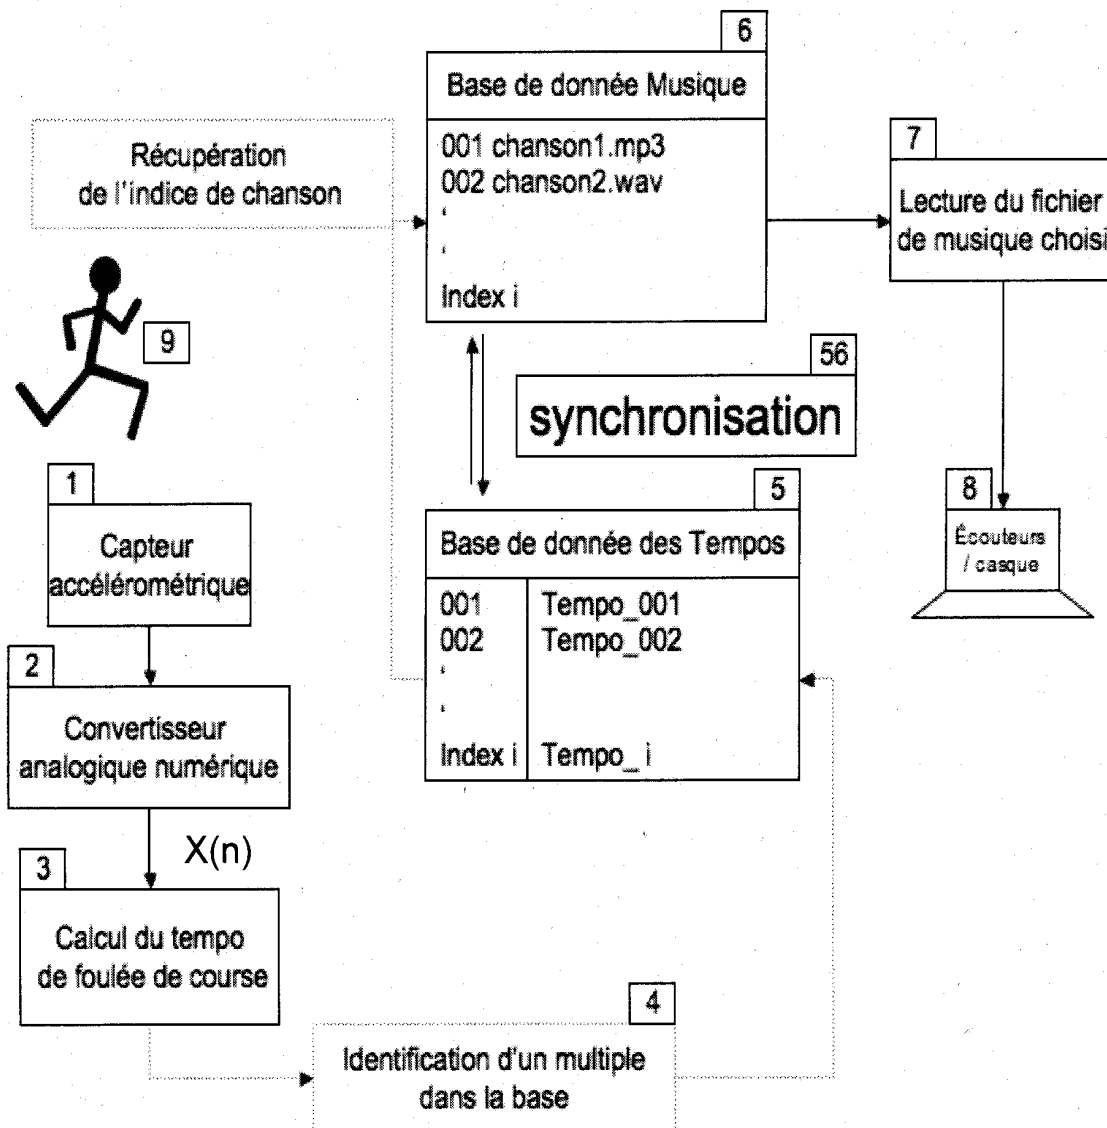 6
Base de donnée Musique
001 chanson1.mp3
002 chanson2.wav
Index i
Récupération
de l'indice de chanson
7
Lecture du fichier
de musique choisi
9
56
synchronisation
1
Capteur
accélérométrique
5
Base de donnée des Tempos
001 Tempo_001
002 Tempo_002
Index i Tempo_ i
8
Écouteurs
/ casque
2
Convertisseur
analogique numérique
X(n)
3
Calcul du tempo
de foulée de course
4
Identification d'un multiple
dans la base